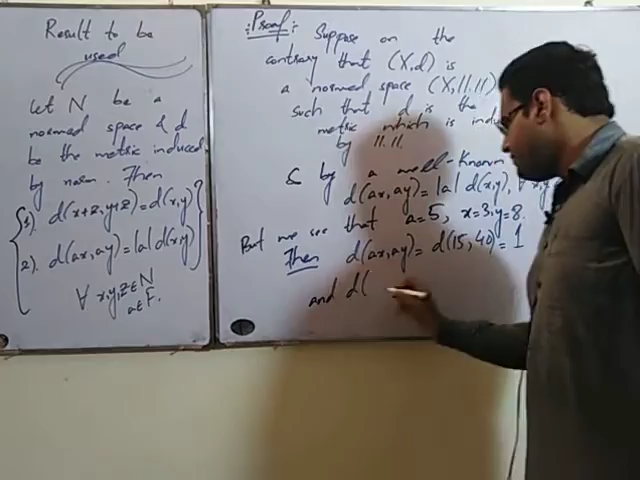 Result to be
used
Let N be a
normed space & d
be the metric induced
by norm. Then
1). d(x+z,y+z)=d(x,y)
2). d(ax,ay)=|a|d(x,y)
∀ x,y,z∈N
a∈F.
:Proof:
Suppose on the
contrary that (X,d) is
a normed space (X,||.||)
such that d is the
metric which is
by ||.||.
& by a well-known
d(ax,ay)=|a|d(x,y), ∀ x,y
But we see that a=5, x=3,y=8.
Then d(ax,ay)= d(15,40)=1
and d(